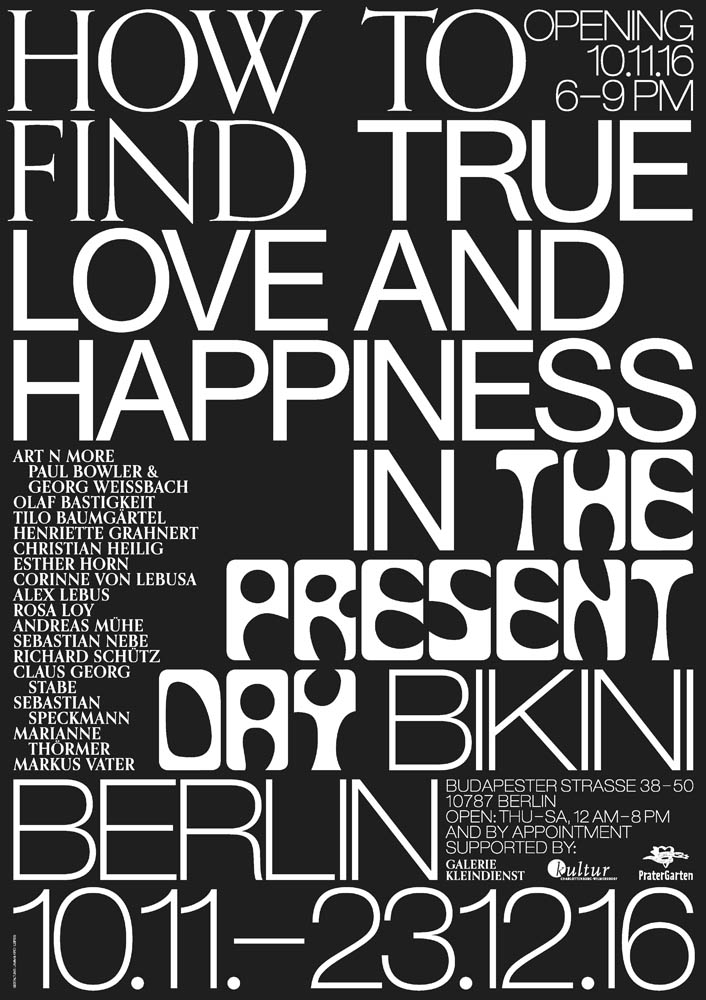 HOW TO
OPENING
10.11.16
6–9 PM
FIND TRUE
LOVE AND
HAPPINESS
IN THE
PRESENT
DAY BIKINI
BERLIN
ART N MORE
PAUL BOWLER &
GEORG WEISSBACH
OLAF BASTIGKEIT
TILO BAUMGÄRTEL
HENRIETTE GRAHNERT
CHRISTIAN HEILIG
ESTHER HORN
CORINNE VON LEBUSA
ALEX LEBUS
ROSA LOY
ANDREAS MÜHE
SEBASTIAN NEBE
RICHARD SCHÜTZ
CLAUS GEORG
STABE
SEBASTIAN
SPECKMANN
MARIANNE
THÖRMER
MARKUS VATER
BUDAPESTER STRASSE 38–50
10787 BERLIN
OPEN: THU–SA, 12 AM–8 PM
AND BY APPOINTMENT
SUPPORTED BY:
GALERIE
KLEINDIENST
kultur
CHARLOTTENBURG-WILMERSDORF
PraterGarten
10.11.–23.12.16